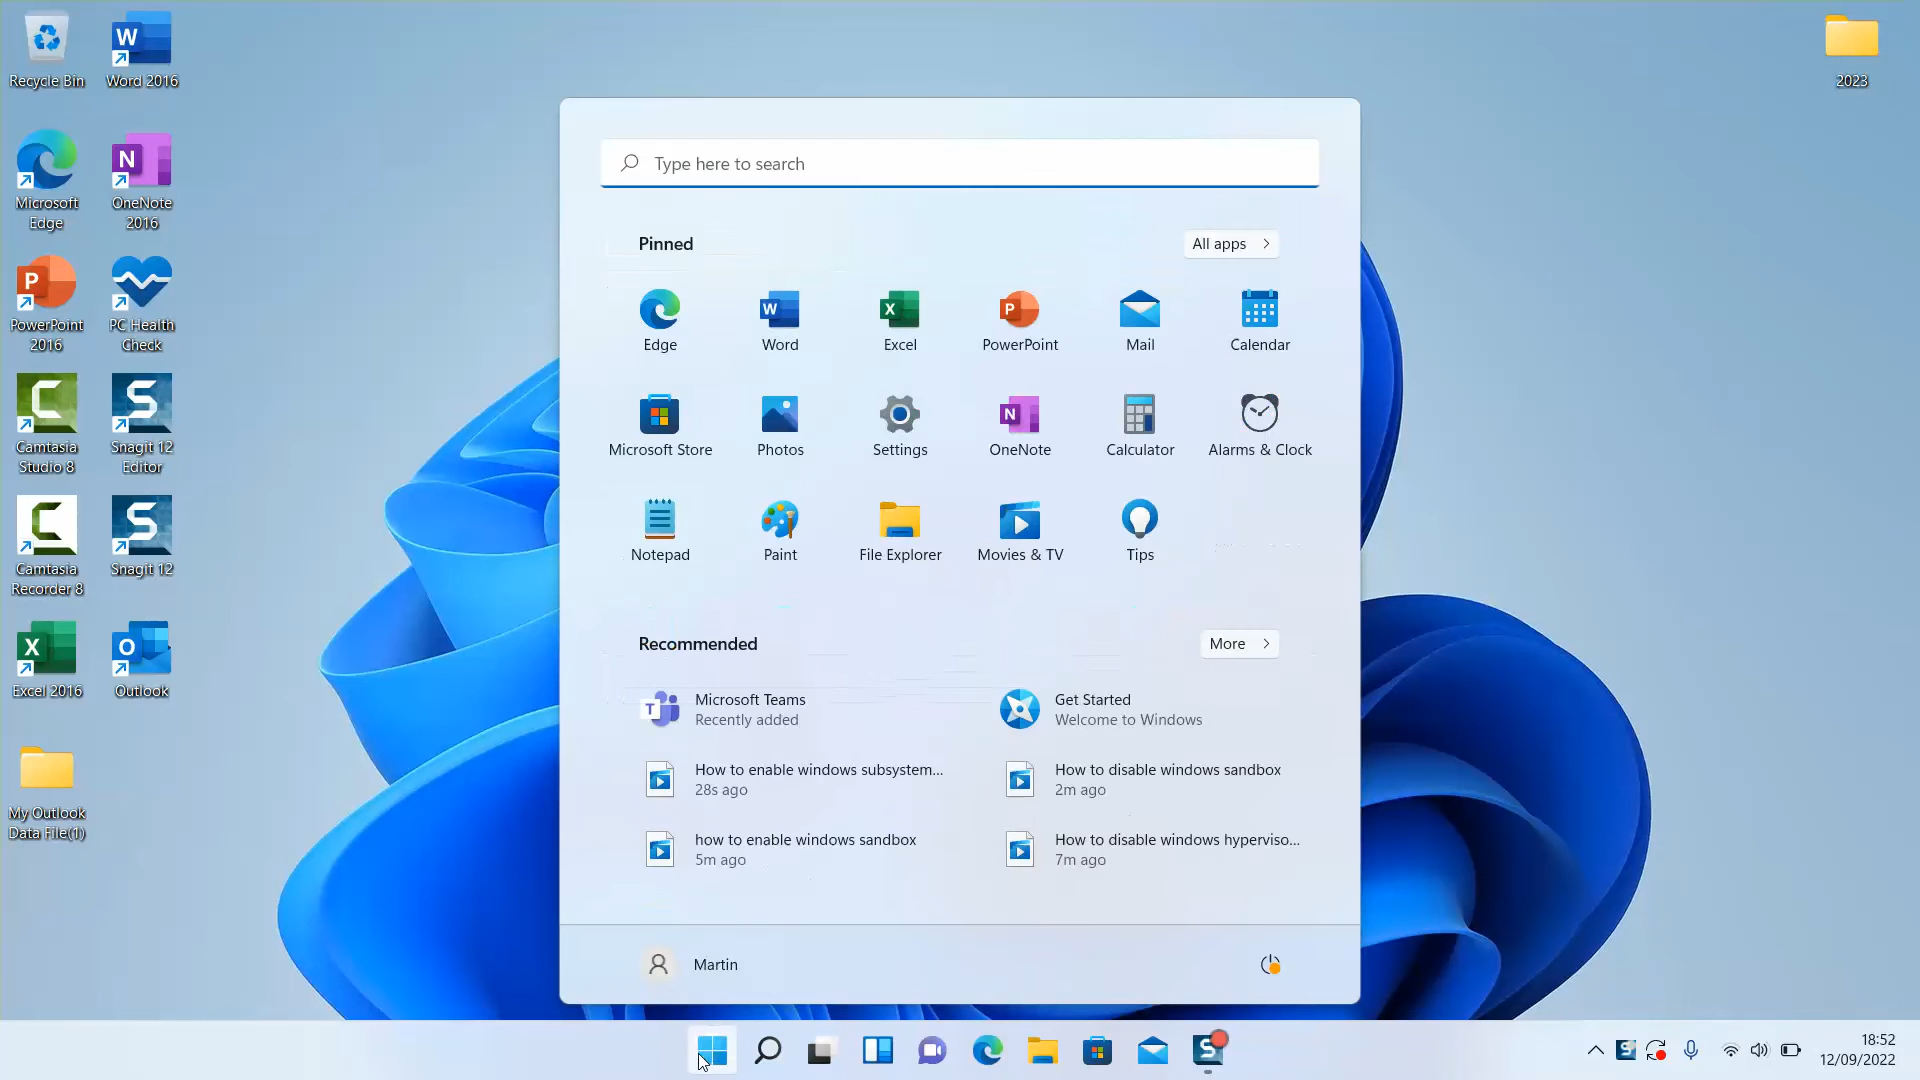 Recycle Bin
Word 2016
2023
Microsoft
Edge
OneNote
2016
PowerPoint
2016
PC Health
Check
Camtasia
Studio 8
Snagit 12
Editor
Camtasia
Recorder 8
Snagit 12
Excel 2016
Outlook
My Outlook
Data File(1)
Type here to search
Pinned
All apps
Edge
Word
Excel
PowerPoint
Mail
Calendar
Microsoft Store
Photos
Settings
OneNote
Calculator
Alarms & Clock
Notepad
Paint
File Explorer
Movies & TV
Tips
Recommended
More
Microsoft Teams
Recently added
Get Started
Welcome to Windows
How to enable windows subsystem...
28s ago
How to disable windows sandbox
2m ago
how to enable windows sandbox
5m ago
How to disable windows hyperviso...
7m ago
Martin
18:52
12/09/2022